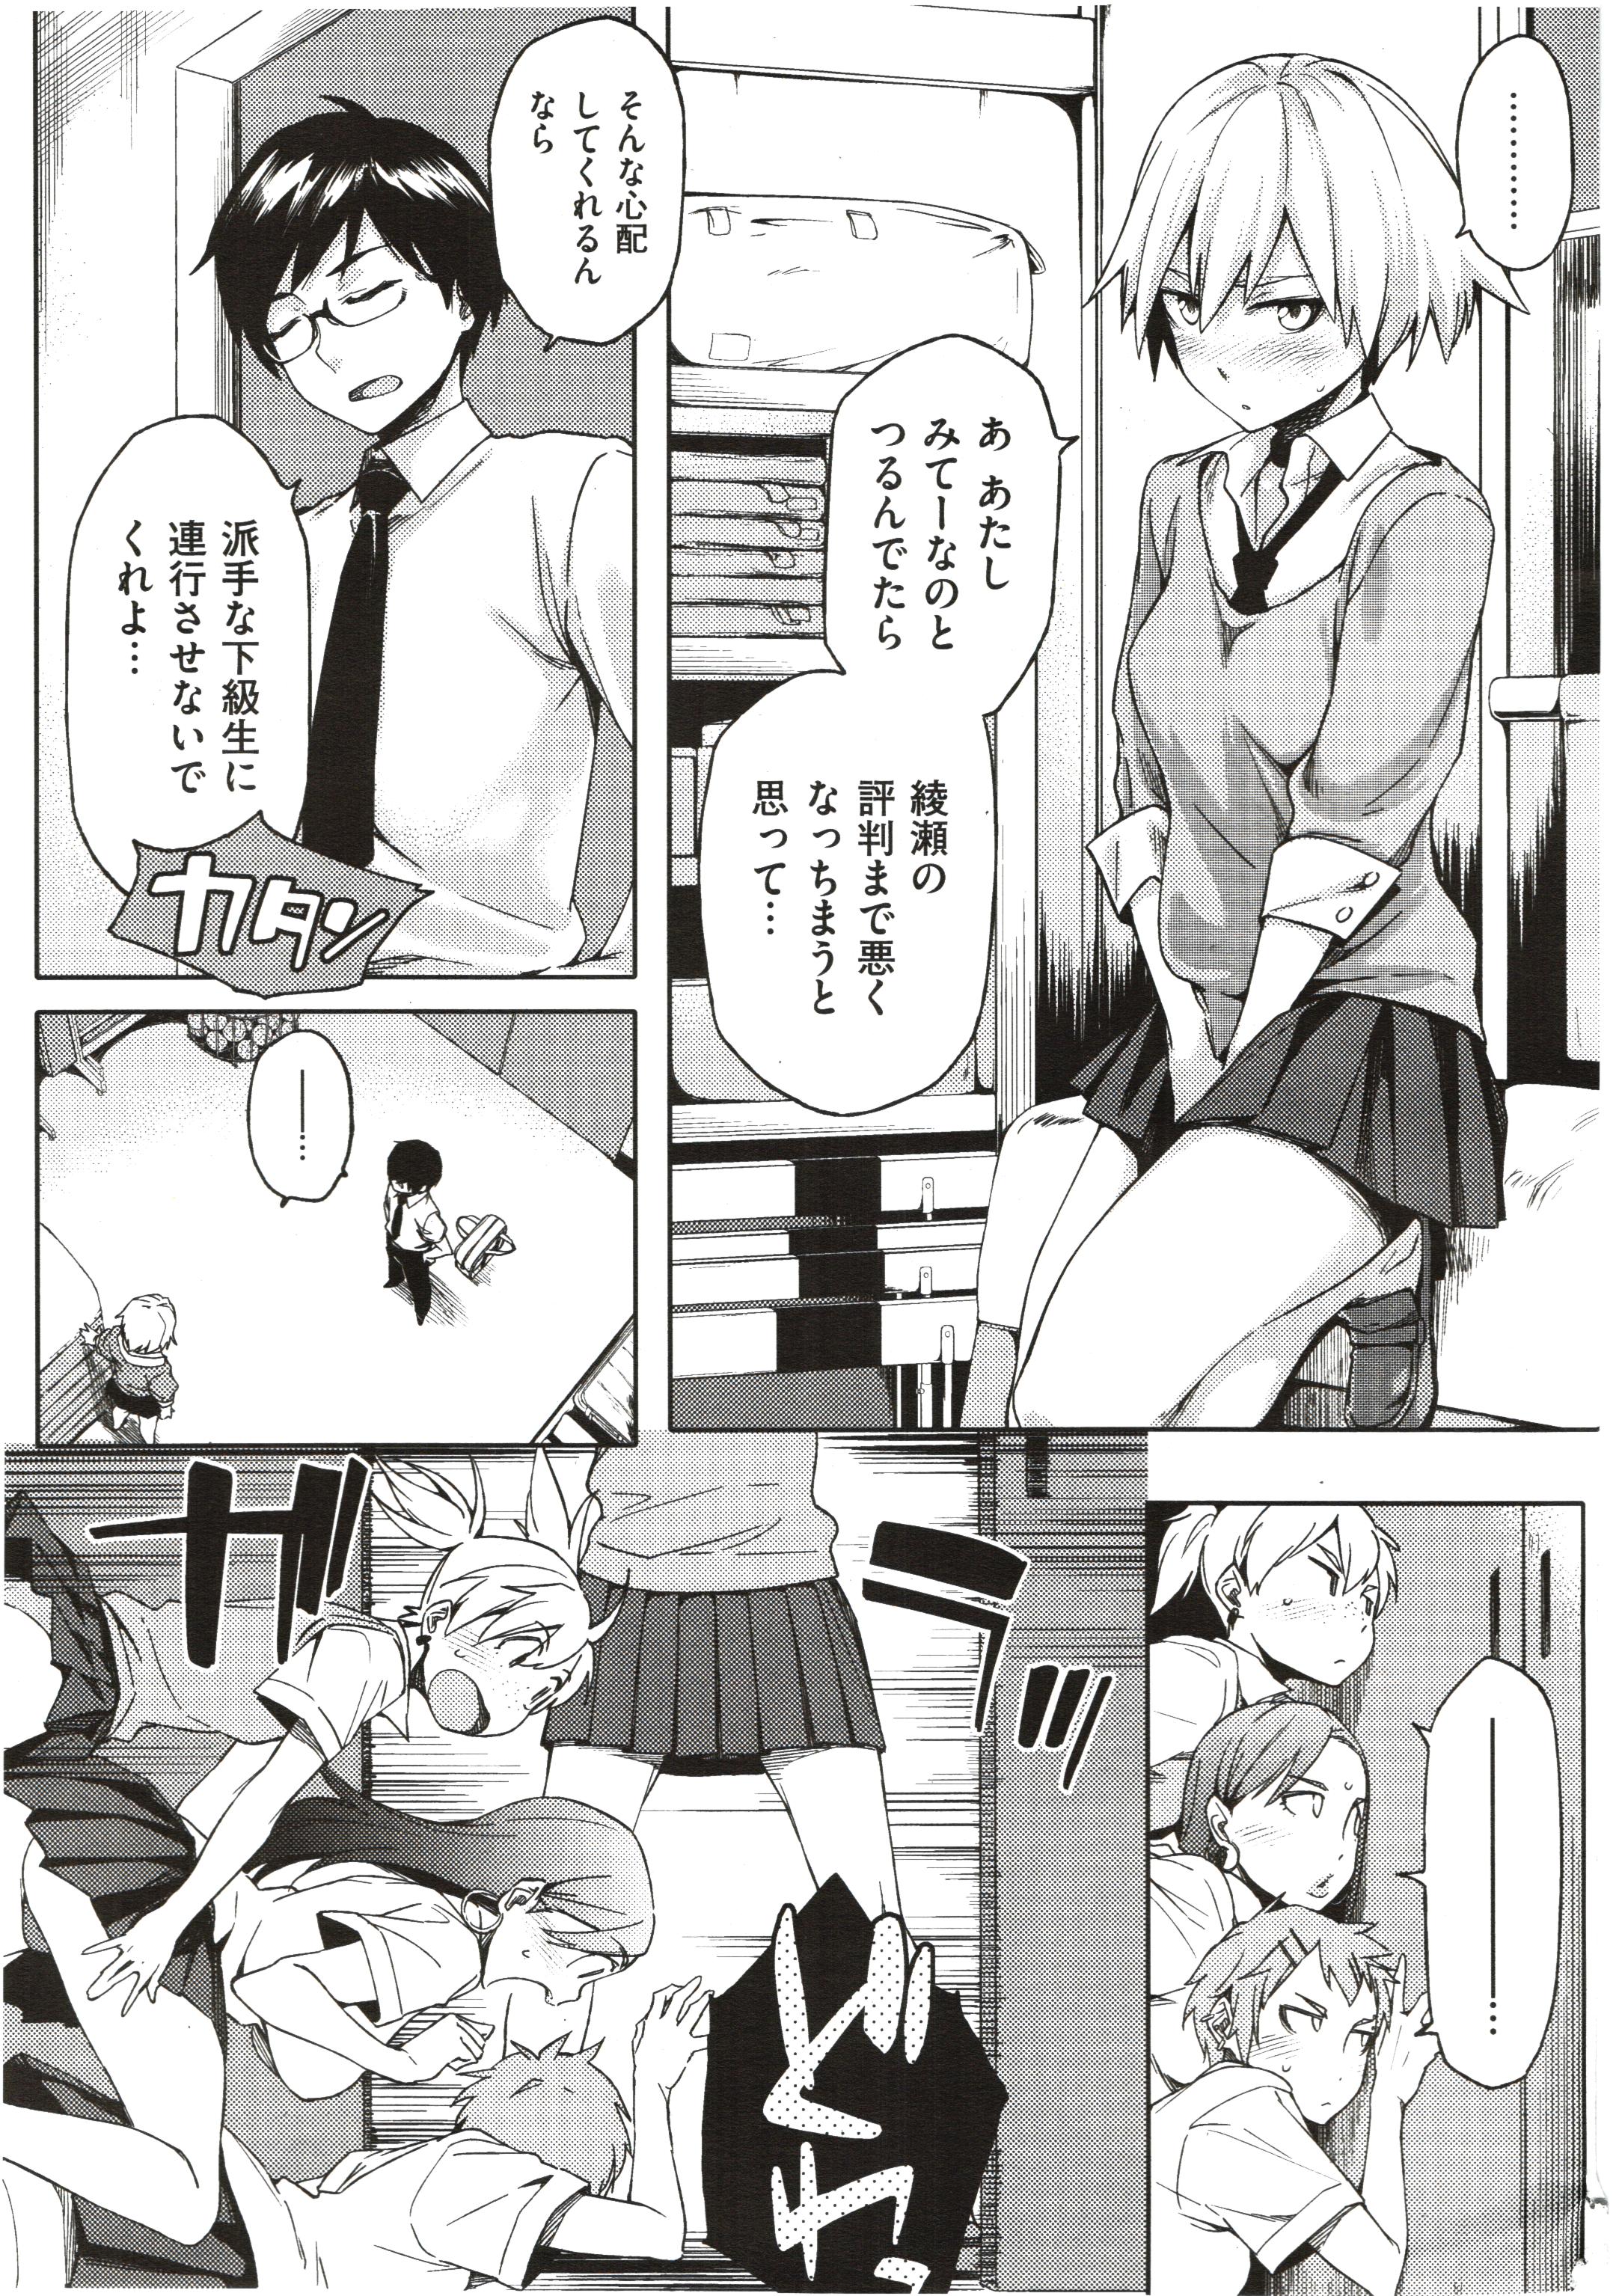 …………
あ あたし
みてーなのと
つるんでたら
綾瀬の
評判まで悪く
なっちまうと
思って…
そんな心配
してくれるん
なら
派手な下級生に
連行させないで
くれよ…
カタン
――…
――――…
ガラッ
ドサ